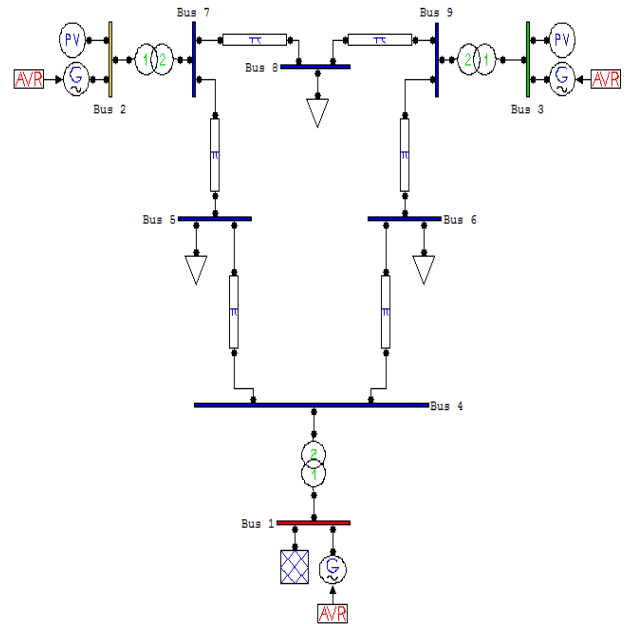 Bus 7
Bus 9
PV
π
π
PV
1 2
2 1
Bus 8
AVR
G
G
AVR
Bus 2
Bus 3
π
π
Bus 5
Bus 6
π
π
Bus 4
2
1
Bus 1
G
AVR